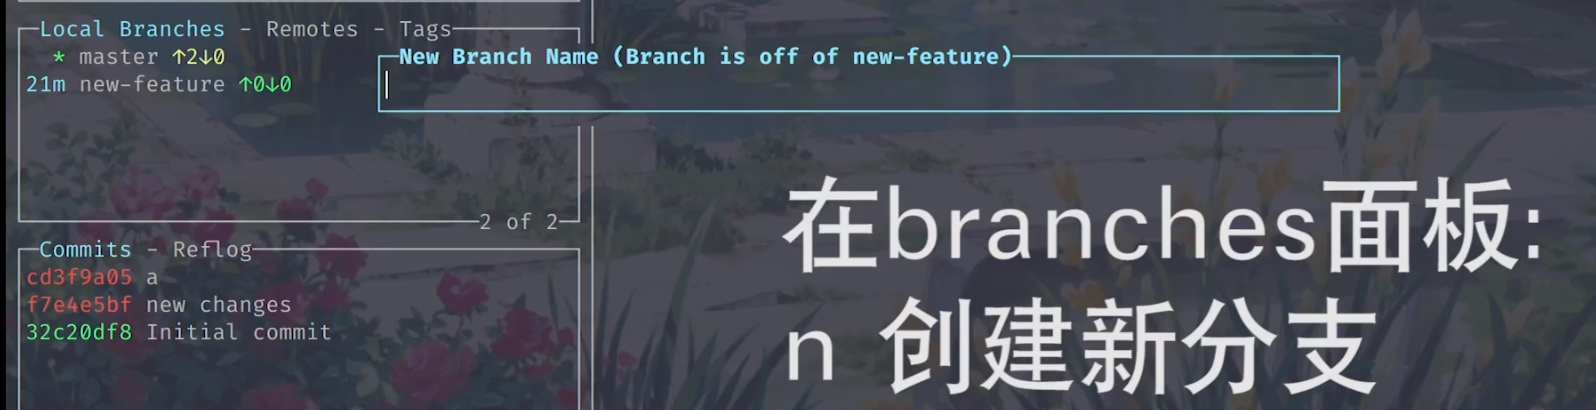 Local Branches - Remotes - Tags
* master ↑2↓0
21m new-feature ↑0↓0
2 of 2
New Branch Name (Branch is off of new-feature)
Commits - Reflog
cd3f9a05 a
f7e4e5bf new changes
32c20df8 Initial commit
在branches面板:
n 创建新分支